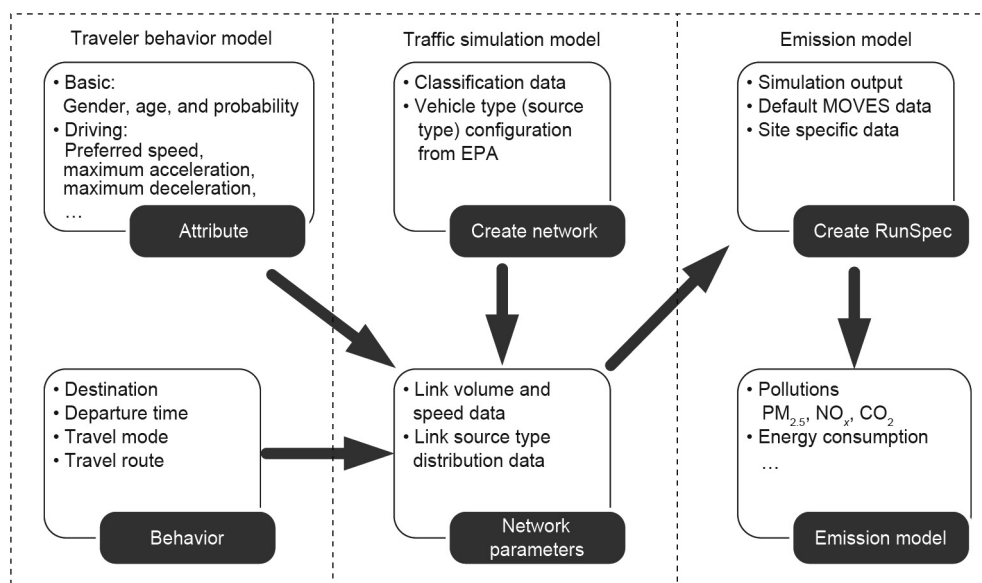 Traveler behavior model
• Basic:
Gender, age, and probability
• Driving:
Preferred speed,
maximum acceleration,
maximum deceleration,
…
Attribute
• Destination
• Departure time
• Travel mode
• Travel route
Behavior
Traffic simulation model
• Classification data
• Vehicle type (source
type) configuration
from EPA
Create network
• Link volume and
speed data
• Link source type
distribution data
Network
parameters
Emission model
• Simulation output
• Default MOVES data
• Site specific data
Create RunSpec
• Pollutions
PM2.5, NOx, CO2
• Energy consumption
…
Emission model